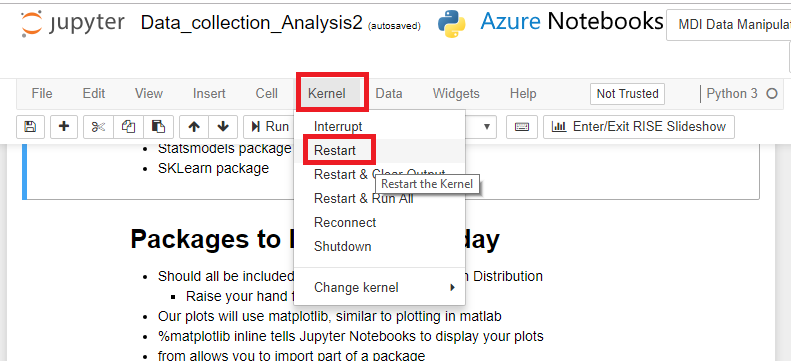 jupyter Data_collection_Analysis2 (autosaved) Azure Notebooks MDI Data Manipulat
File Edit View Insert Cell Kernel Data Widgets Help Not Trusted Python 3
Run Enter/Exit RISE Slideshow
Interrupt
Restart
Restart & Clear Output
Restart the Kernel
Restart & Run All
Reconnect
Shutdown
Change kernel
Statsmodels package
SKLearn package
Packages to day
Should all be included Distribution
Raise your hand
Our plots will use matplotlib, similar to plotting in matlab
%matplotlib inline tells Jupyter Notebooks to display your plots
from allows you to import part of a package